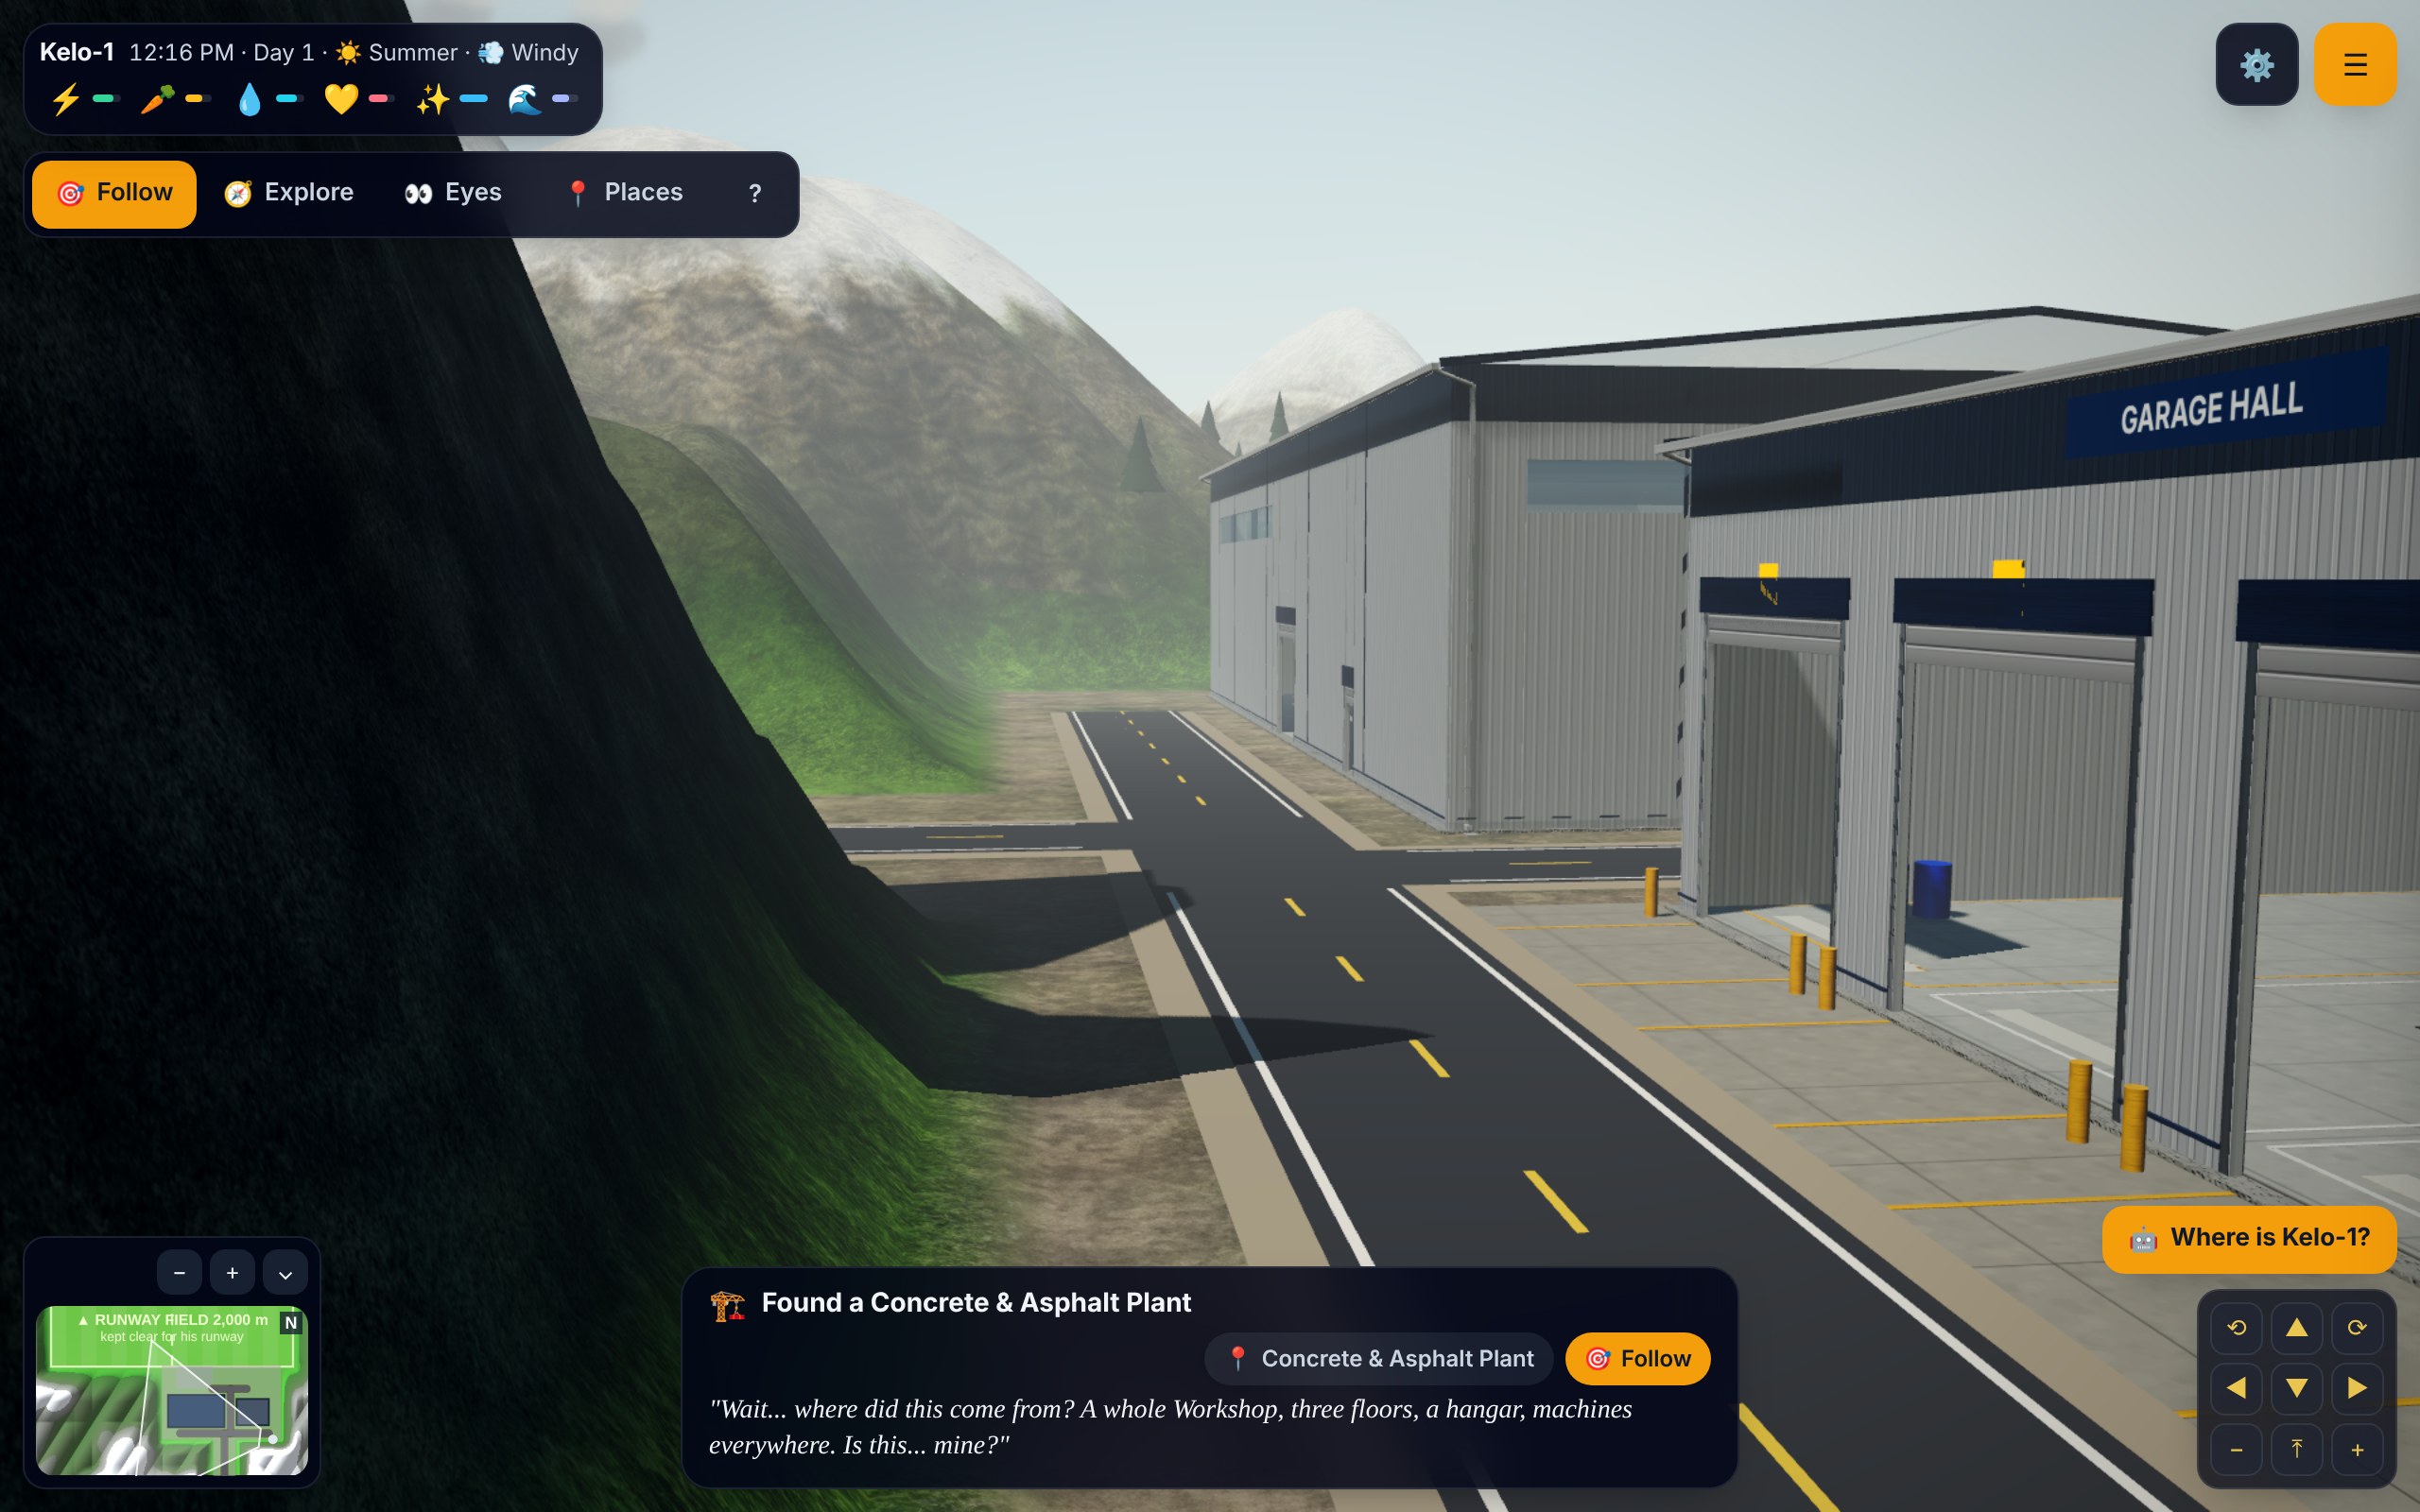 Kelo-1 12:16 PM · Day 1 · ☀️ Summer · 💨 Windy
🎯 Follow 🧭 Explore 👀 Eyes 📍 Places ?
GARAGE HALL
🤖 Where is Kelo-1?
▲ RUNWAY FIELD 2,000 m N
kept clear for his runway
🏗️ Found a Concrete & Asphalt Plant
📍 Concrete & Asphalt Plant 🎯 Follow
"Wait... where did this come from? A whole Workshop, three floors, a hangar, machines
everywhere. Is this... mine?"